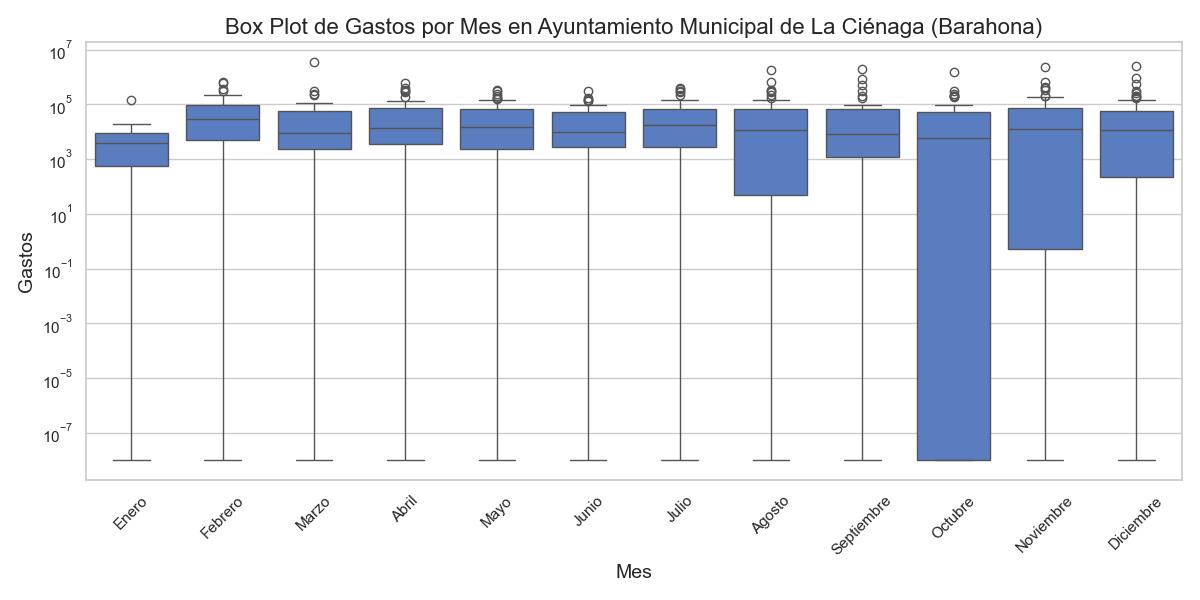 Box Plot de Gastos por Mes en Ayuntamiento Municipal de La Ciénaga (Barahona)
Gastos
10^7
10^5
10^3
10^1
10^−1
10^−3
10^−5
10^−7
Enero
Febrero
Marzo
Abril
Mayo
Junio
Julio
Agosto
Septiembre
Octubre
Noviembre
Diciembre
Mes